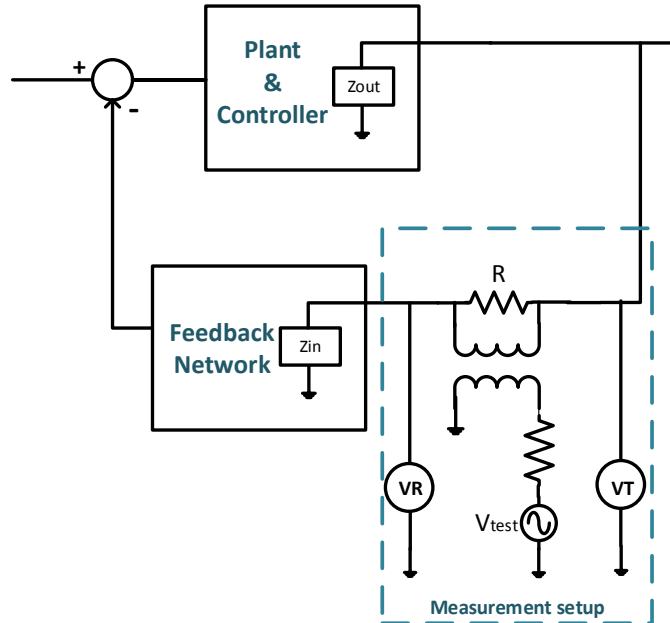 Plant
&
Controller
Zout
+
-
R
Feedback
Network
Zin
VR
VT
Vtest
Measurement setup